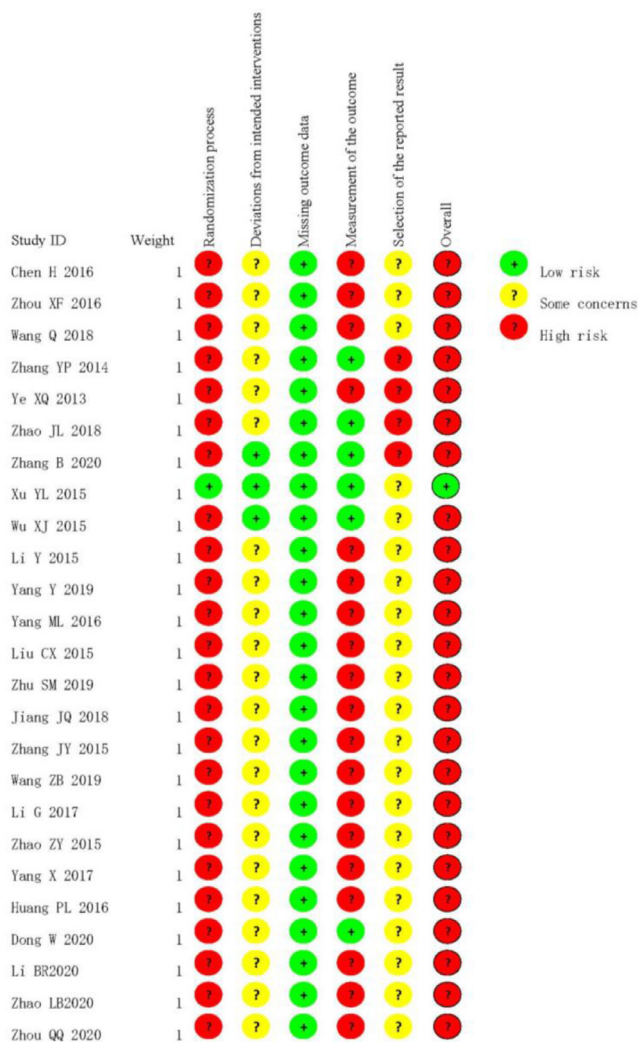 Study ID Weight Randomization process Deviations from intended interventions Missing outcome data Measurement of the outcome Selection of the reported result Overall
Chen H 2016 1 ? ? + ? ? ?
Zhou XF 2016 1 ? ? + ? ? ?
Wang Q 2018 1 ? ? + ? ? ?
Zhang YP 2014 1 ? ? + + ? ?
Ye XQ 2013 1 ? ? + ? ? ?
Zhao JL 2018 1 ? ? + + ? ?
Zhang B 2020 1 ? + + + ? ?
Xu YL 2015 1 + + + + ? +
Wu XJ 2015 1 ? + + + ? ?
Li Y 2015 1 ? ? + ? ? ?
Yang Y 2019 1 ? ? + ? ? ?
Yang ML 2016 1 ? ? + ? ? ?
Liu CX 2015 1 ? ? + ? ? ?
Zhu SM 2019 1 ? ? + ? ? ?
Jiang JQ 2018 1 ? ? + ? ? ?
Zhang JY 2015 1 ? ? + ? ? ?
Wang ZB 2019 1 ? ? + ? ? ?
Li G 2017 1 ? ? + ? ? ?
Zhao ZY 2015 1 ? ? + ? ? ?
Yang X 2017 1 ? ? + ? ? ?
Huang PL 2016 1 ? ? + ? ? ?
Dong W 2020 1 ? ? + + ? ?
Li BR2020 1 ? ? + ? ? ?
Zhao LB2020 1 ? ? + ? ? ?
Zhou QQ 2020 1 ? ? + ? ? ?
+ Low risk
? Some concerns
? High risk